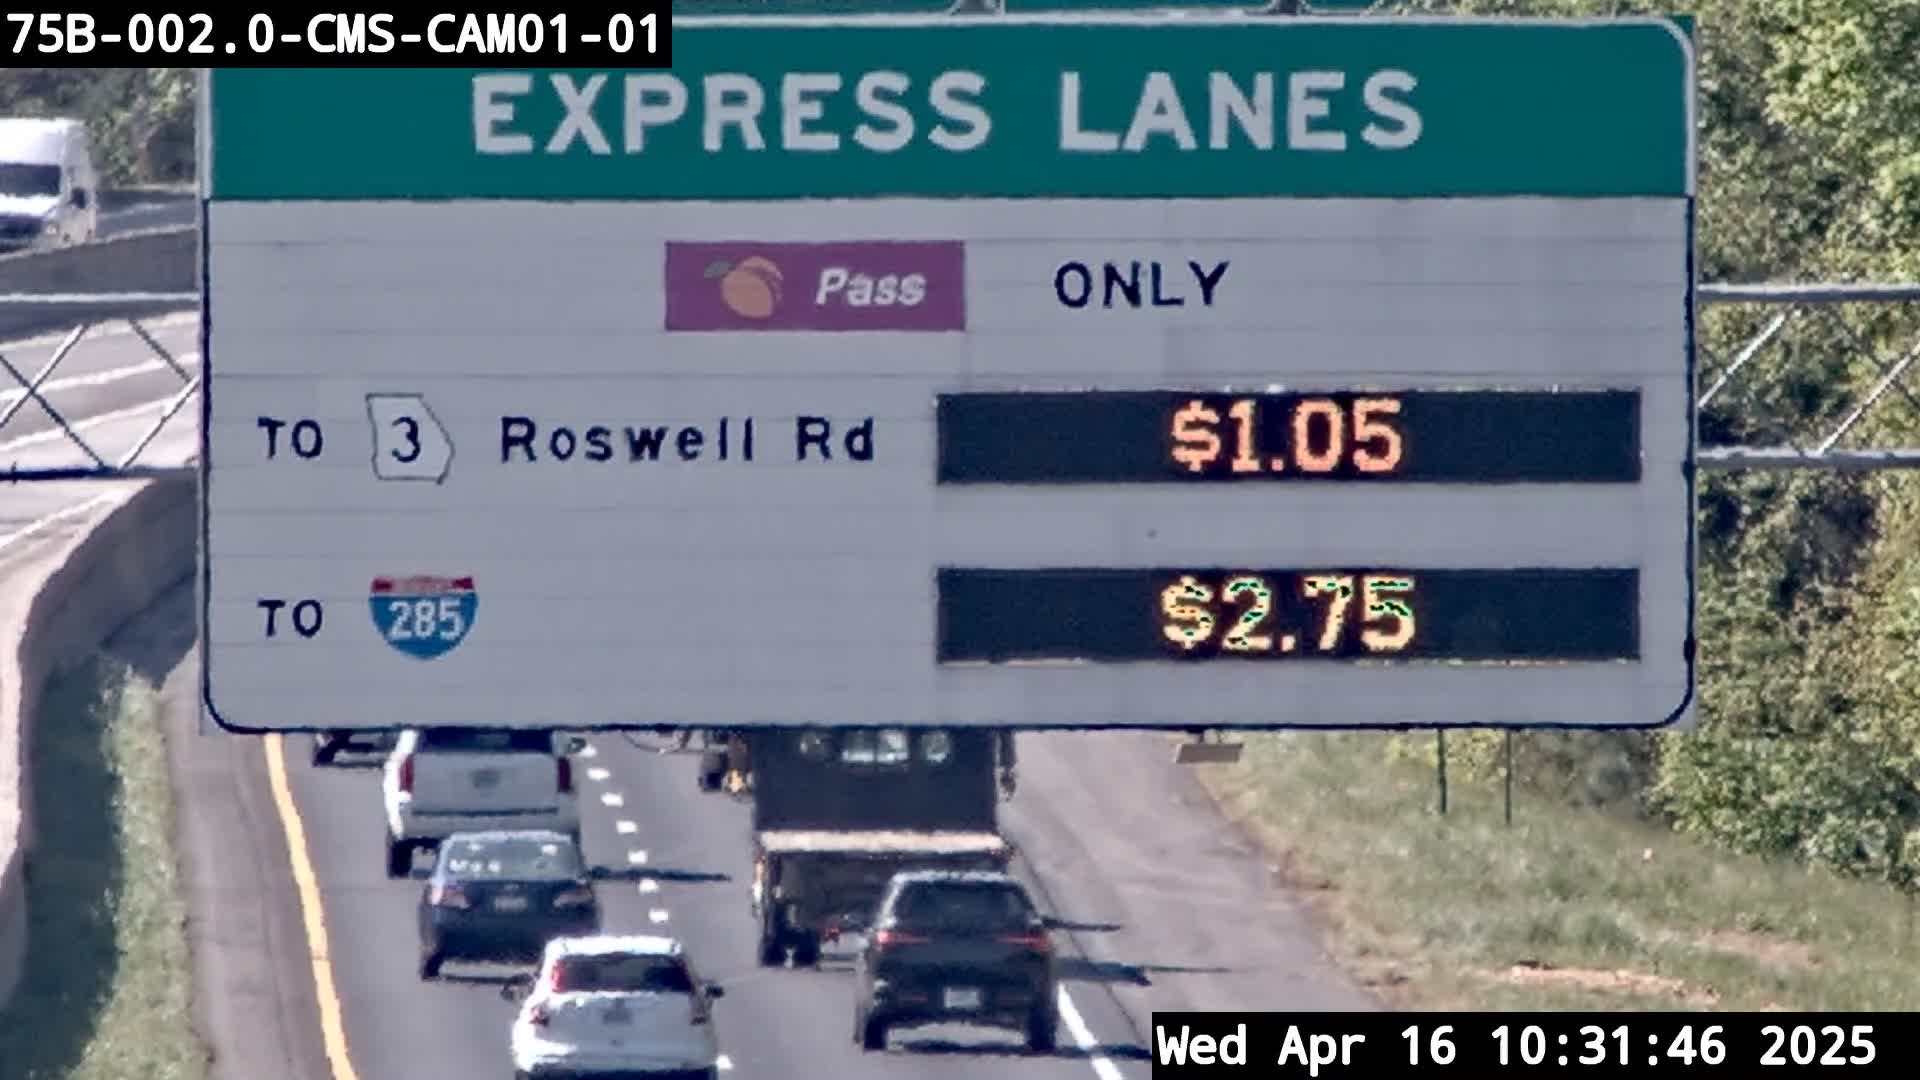 75B-002.0-CMS-CAM01-01
EXPRESS LANES
Pass ONLY
TO 3 Roswell Rd $1.05
TO 285 $2.75
Wed Apr 16 10:31:46 2025